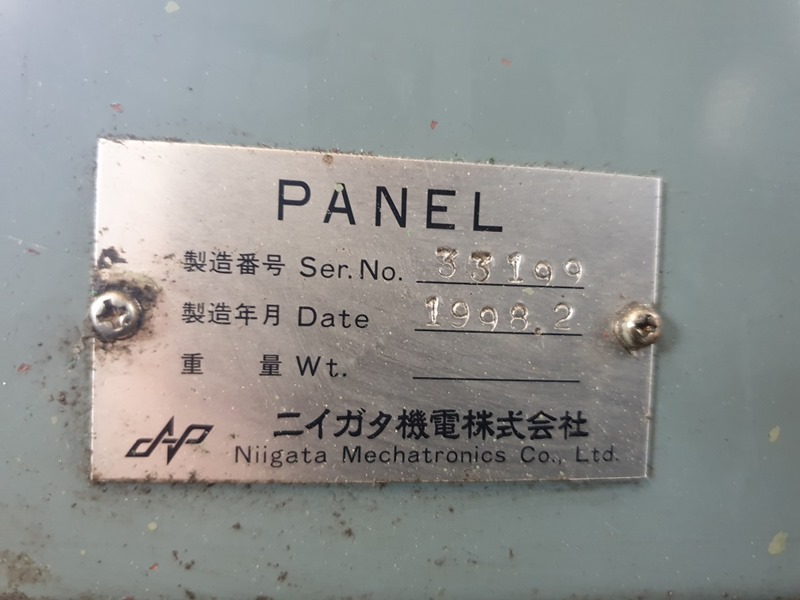 PANEL
製造番号 Ser. No. 33199
製造年月 Date 1998.2
重量 Wt.
ニイガタ機電株式会社
Niigata Mechatronics Co., Ltd.